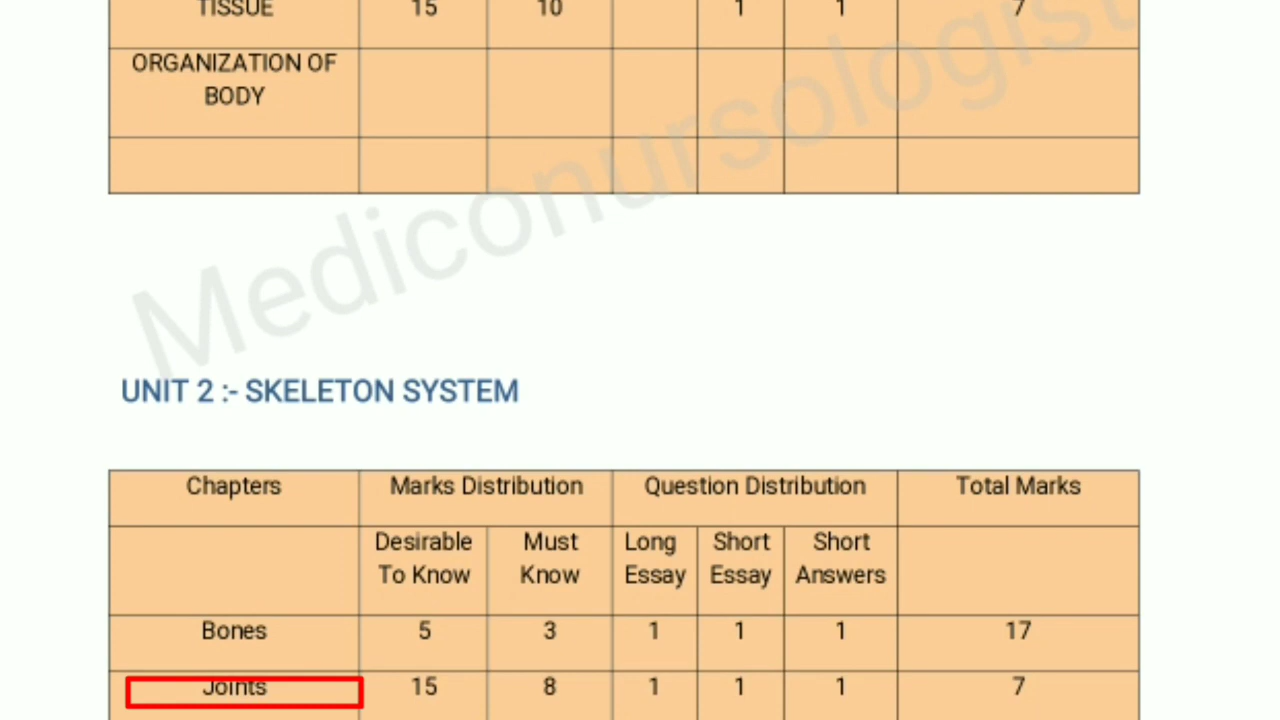 TISSUE 15 10 1 1 7
ORGANIZATION OF
BODY
Mediconursologist
UNIT 2 :- SKELETON SYSTEM
Chapters Marks Distribution Question Distribution Total Marks
Desirable Must Long Short Short
To Know Know Essay Essay Answers
Bones 5 3 1 1 1 17
Joints 15 8 1 1 1 7